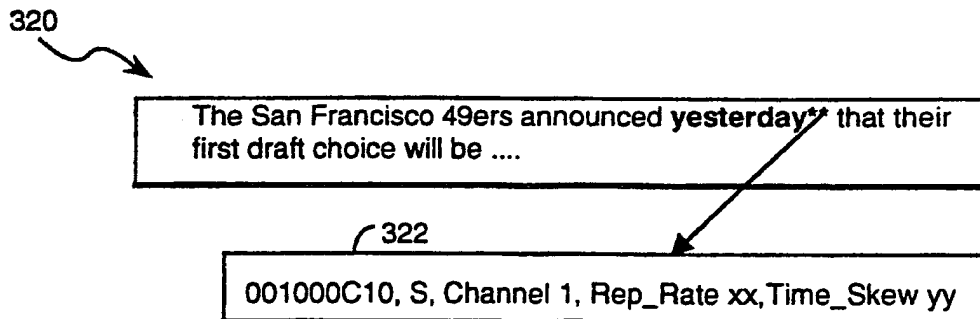 320
The San Francisco 49ers announced yesterday** that their
first draft choice will be ....
322
001000C10, S, Channel 1, Rep_Rate xx,Time_Skew yy